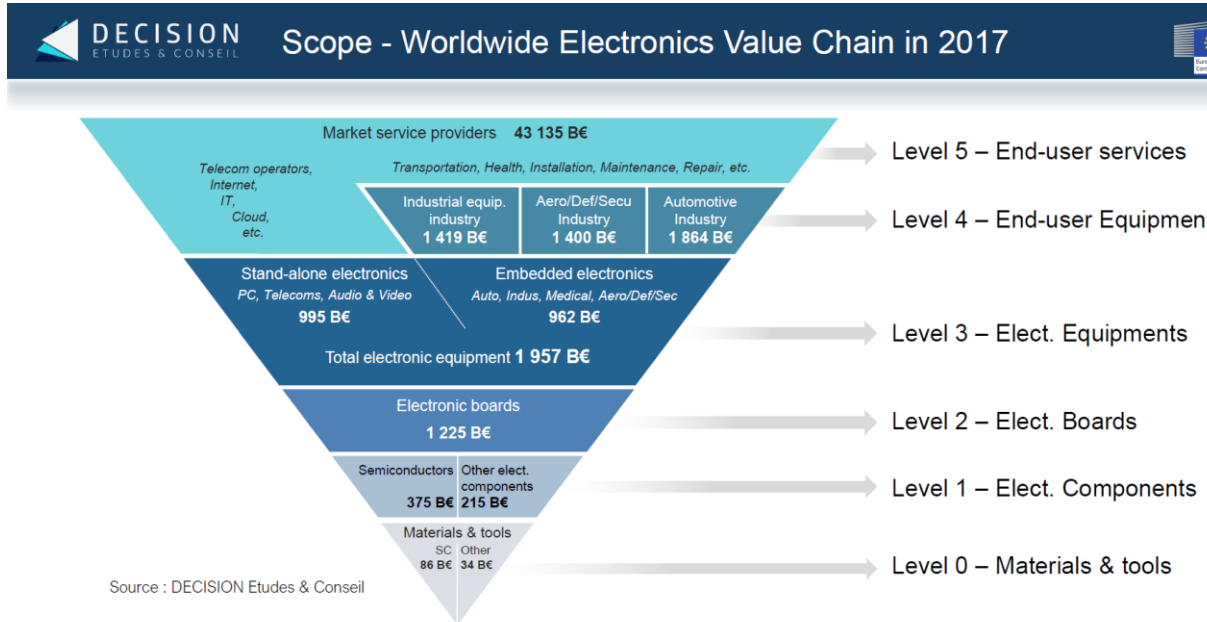 DECISION
ETUDES & CONSEIL
Scope - Worldwide Electronics Value Chain in 2017
Market service providers 43 135 B€
Telecom operators,
Internet,
IT,
Cloud,
etc.
Transportation, Health, Installation, Maintenance, Repair, etc.
Industrial equip.
industry
1 419 B€
Aero/Def/Secu
Industry
1 400 B€
Automotive
Industry
1 864 B€
Stand-alone electronics
PC, Telecoms, Audio & Video
995 B€
Embedded electronics
Auto, Indus, Medical, Aero/Def/Sec
962 B€
Total electronic equipment 1 957 B€
Electronic boards
1 225 B€
Semiconductors
375 B€
Other elect.
components
215 B€
Materials & tools
SC
86 B€
Other
34 B€
Level 5 – End-user services
Level 4 – End-user Equipmen
Level 3 – Elect. Equipments
Level 2 – Elect. Boards
Level 1 – Elect. Components
Level 0 – Materials & tools
Source : DECISION Etudes & Conseil